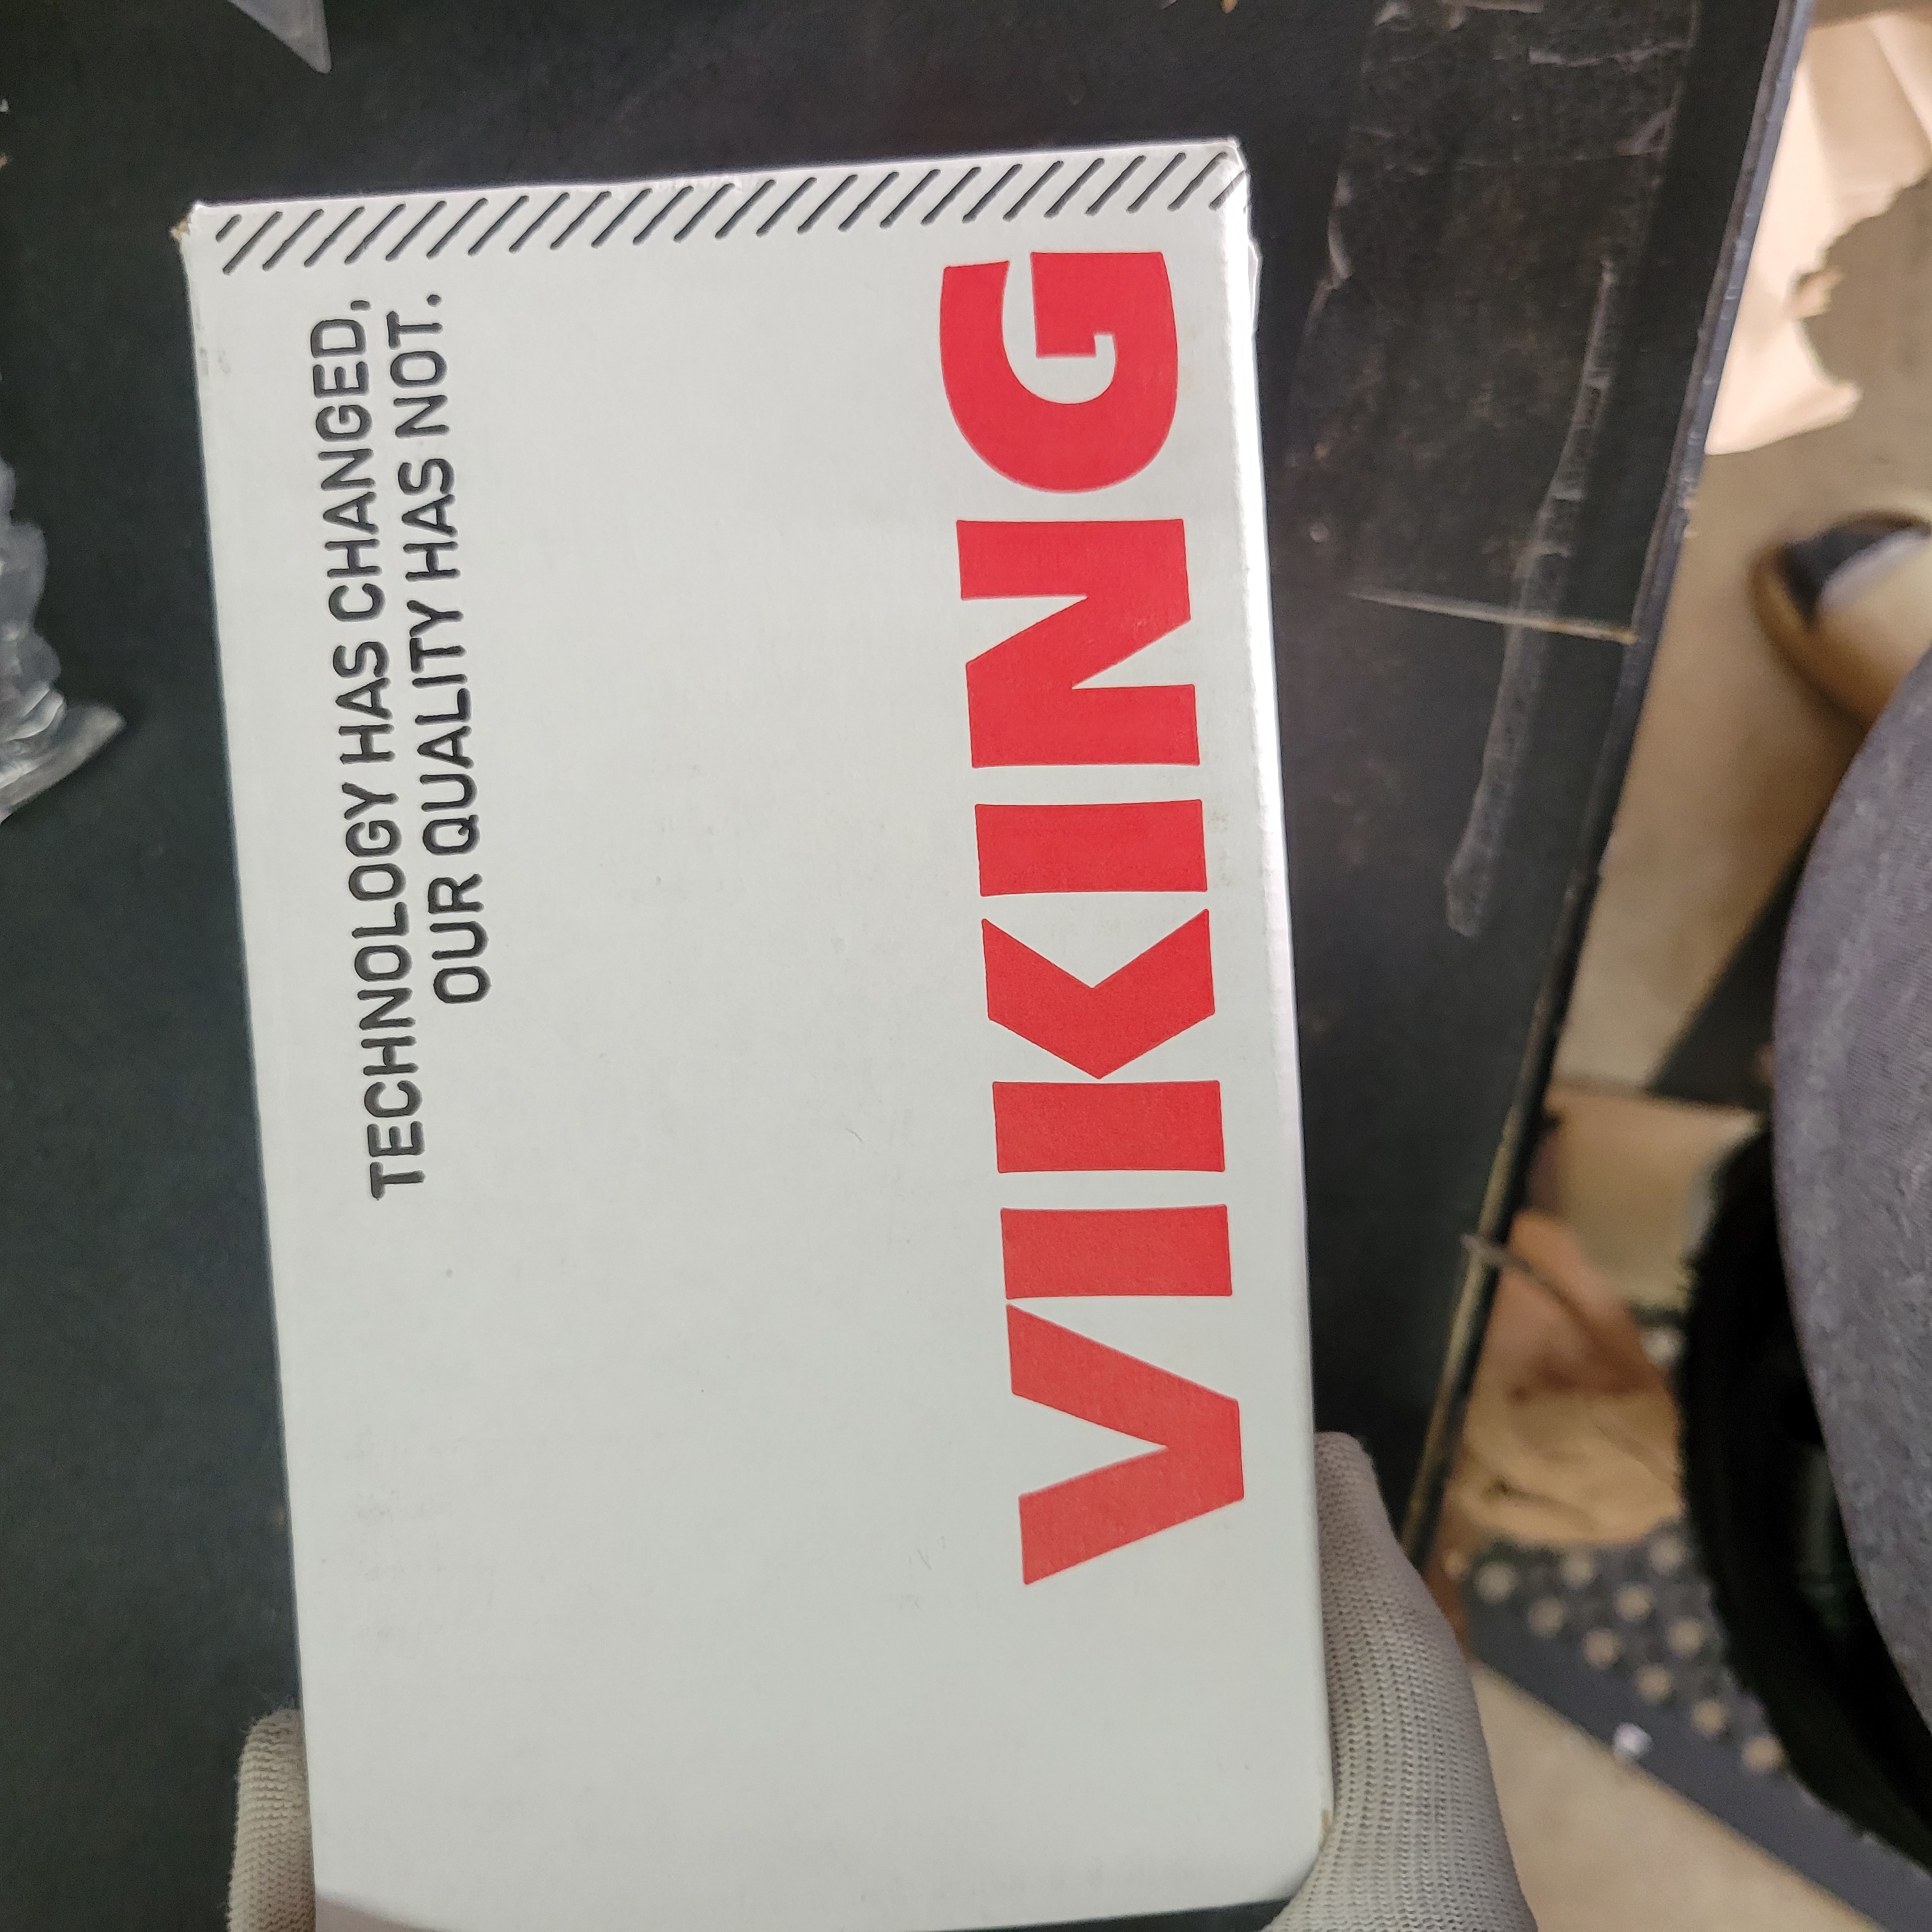 TECHNOLOGY HAS CHANGED,
OUR QUALITY HAS NOT.
VIKING